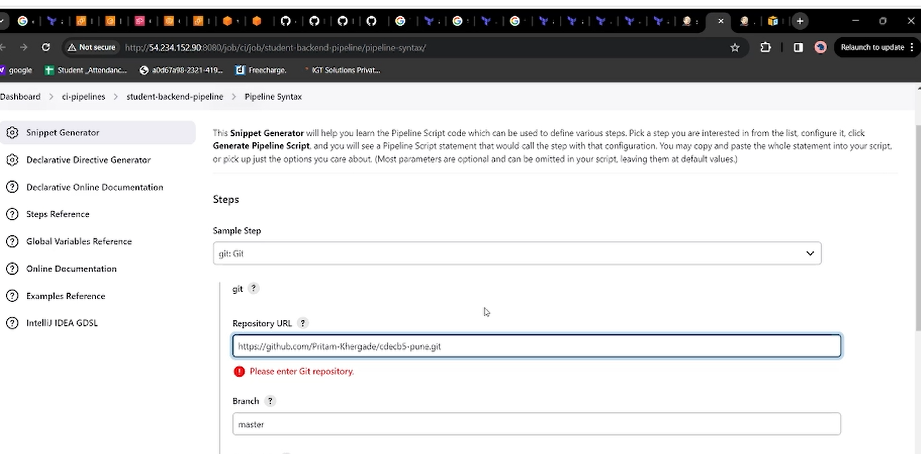 Not secure
http://54.234.152.90:8080/job/ci/job/student-backend-pipeline/pipeline-syntax/
Relaunch to update
google
Student _Attendanc...
a0d67a98-2321-419...
Freecharge.
IGT Solutions Privat...
Dashboard > ci-pipelines > student-backend-pipeline > Pipeline Syntax
Snippet Generator
Declarative Directive Generator
Declarative Online Documentation
Steps Reference
Global Variables Reference
Online Documentation
Examples Reference
IntelliJ IDEA GDSL
This Snippet Generator will help you learn the Pipeline Script code which can be used to define various steps. Pick a step you are interested in from the list, configure it, click
Generate Pipeline Script, and you will see a Pipeline Script statement that would call the step with that configuration. You may copy and paste the whole statement into your script,
or pick up just the options you care about. (Most parameters are optional and can be omitted in your script, leaving them at default values.)
Steps
Sample Step
git: Git
git ?
Repository URL ?
https://github.com/Pritam-Khergade/cdecb5-pune.git
Please enter Git repository.
Branch ?
master